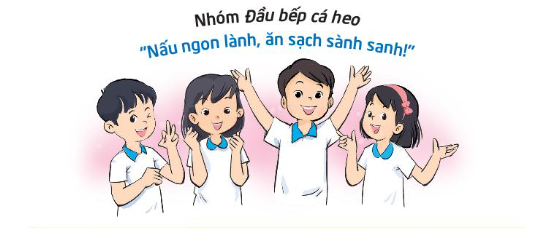 Nhóm Đầu bếp cá heo
“Nấu ngon lành, ăn sạch sành sanh!”